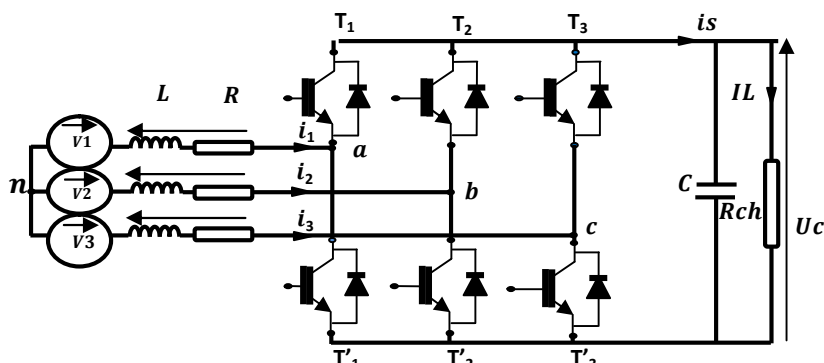 T1 T2 T3 is
L R IL
V1 i1 a
n V2 i2 b C Rch Uc
V3 i3 c
T'1 T'2 T'3